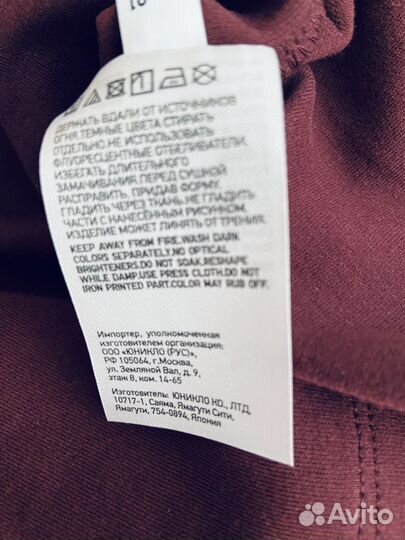 ДЕРЖАТЬ ВДАЛИ ОТ ИСТОЧНИКОВ
ОГНЯ.ТЕМНЫЕ ЦВЕТА СТИРАТЬ
ОТДЕЛЬНО.НЕ ИСПОЛЬЗОВАТЬ
ФЛУОРЕСЦЕНТНЫЕ ОТБЕЛИВАТЕЛИ.
ИЗБЕГАТЬ ДЛИТЕЛЬНОГО
ЗАМАЧИВАНИЯ.ПЕРЕД СУШКОЙ
РАСПРАВИТЬ, ПРИДАВ ФОРМУ.
ГЛАДИТЬ ЧЕРЕЗ ТКАНЬ.НЕ ГЛАДИТЬ
ЧАСТИ С НАНЕСЁННЫМ РИСУНКОМ.
ИЗДЕЛИЕ МОЖЕТ ЛИНЯТЬ ОТ ТРЕНИЯ.
KEEP AWAY FROM FIRE.WASH DARK
COLORS SEPARATELY.NO OPTICAL
BRIGHTENERS.DO NOT SOAK.RESHAPE
WHILE DAMP.USE PRESS CLOTH.DO NOT
IRON PRINTED PART.COLOR MAY RUB OFF.
Импортер, уполномоченная
изготовителем организация:
ООО «ЮНИКЛО (РУС)»,
РФ 105064, г.Москва,
ул. Земляной Вал, д. 9,
этаж 8, ком. 14-65
Изготовитель: ЮНИКЛО КО., ЛТД.
10717-1, Саяма, Ямагути Сити,
Ямагути, 754-0894, Япония
Avito